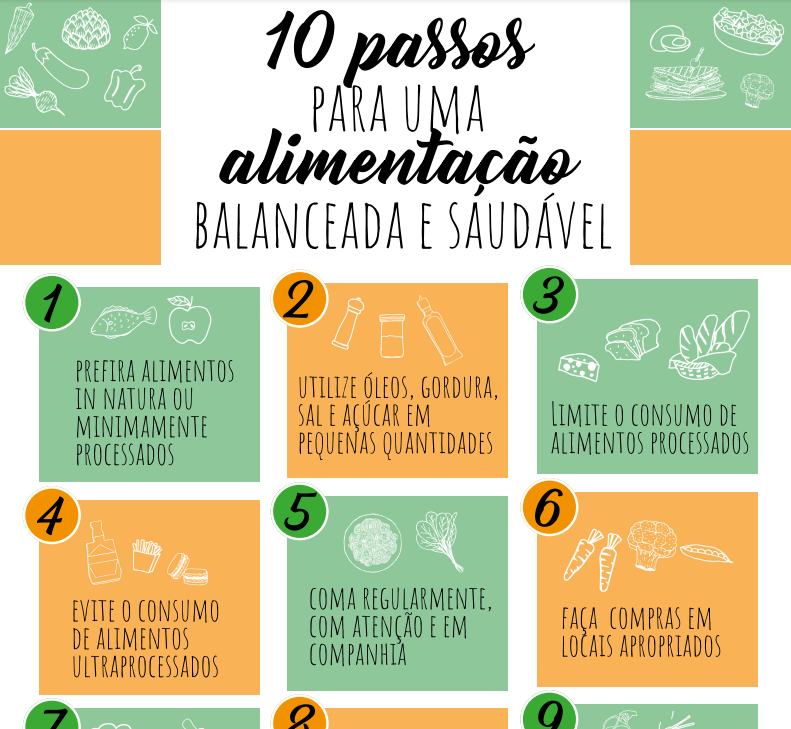 10 passos
PARA UMA
alimentação
BALANCEADA E SAUDÁVEL
1
PREFIRA ALIMENTOS
IN NATURA OU
MINIMAMENTE
PROCESSADOS
2
UTILIZE ÓLEOS, GORDURA,
SAL E AÇÚCAR EM
PEQUENAS QUANTIDADES
3
LIMITE O CONSUMO DE
ALIMENTOS PROCESSADOS
4
EVITE O CONSUMO
DE ALIMENTOS
ULTRAPROCESSADOS
5
COMA REGULARMENTE,
COM ATENÇÃO E EM
COMPANHIA
6
FAÇA COMPRAS EM
LOCAIS APROPRIADOS
7
8
9